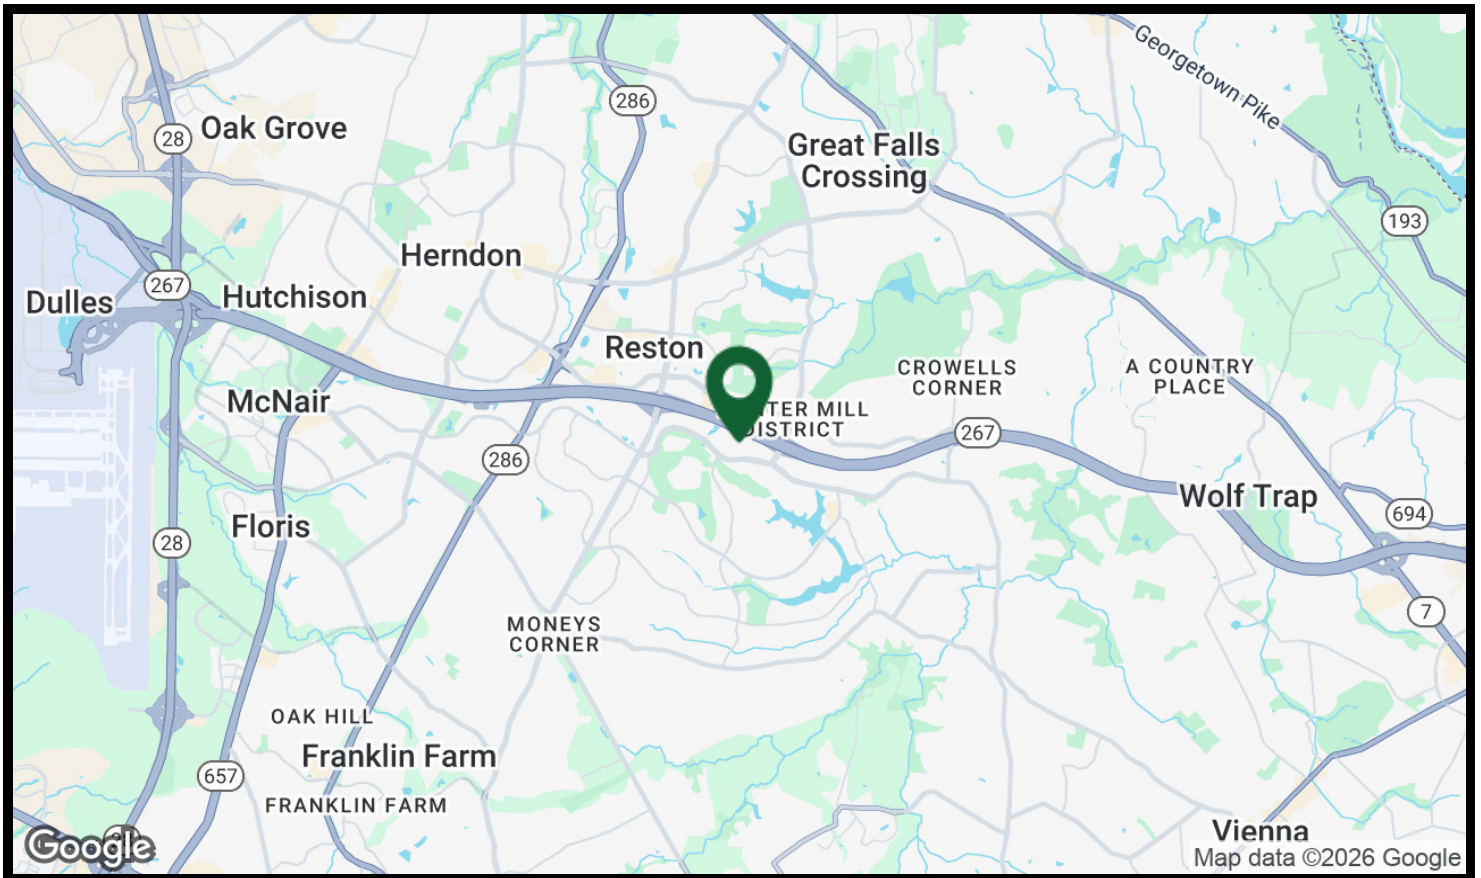 Georgetown Pike
286
28
Oak Grove
Great Falls
Crossing
193
Herndon
267
Dulles
Hutchison
Reston
CROWELLS
CORNER
A COUNTRY
PLACE
McNair
MILL
DISTRICT
267
286
Wolf Trap
694
Floris
28
7
MONEYS
CORNER
OAK HILL
Franklin Farm
657
FRANKLIN FARM
Vienna
Google
Map data ©2026 Google